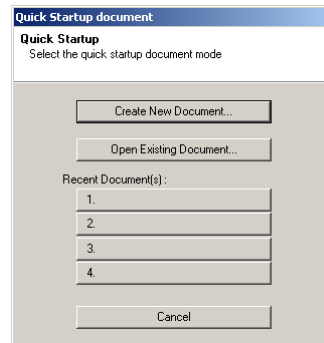 Quick Startup document
Quick Startup
Select the quick startup document mode
Create New Document...
Open Existing Document...
Recent Document(s) :
1.
2.
3.
4.
Cancel